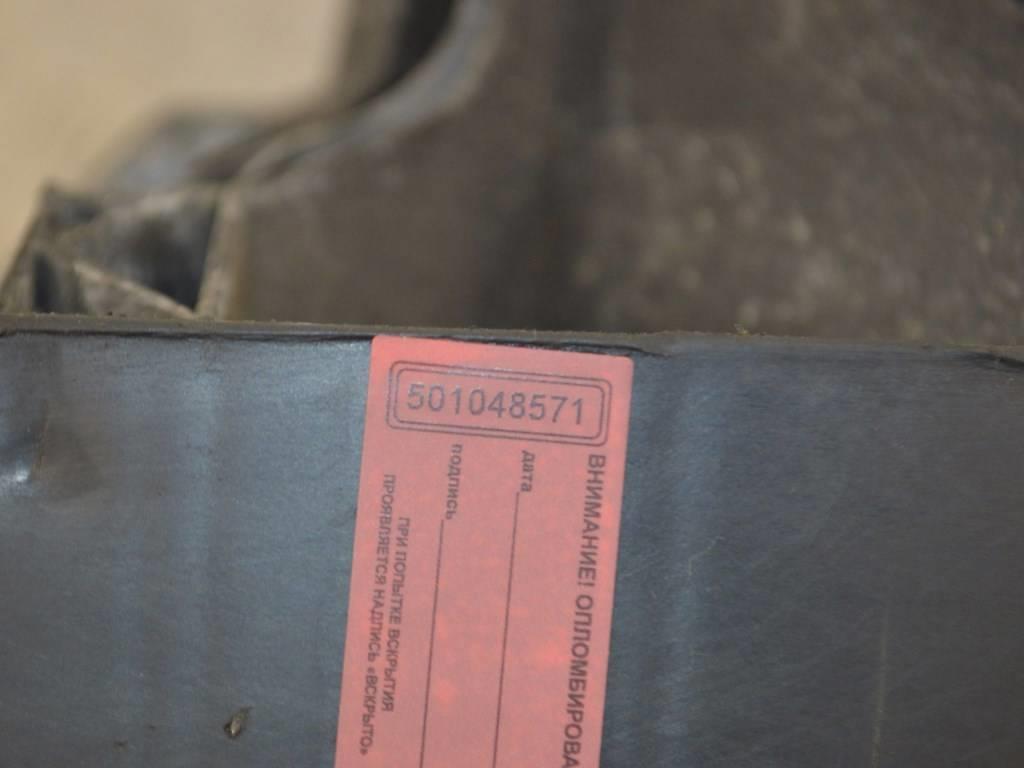 501048571
ВНИМАНИЕ! ОПЛОМБИРОВА
дата
подпись
ПРИ ПОПЫТКЕ ВСКРЫТИЯ
ПРОЯВЛЯЕТСЯ НАДПИСЬ «ВСКРЫТО»